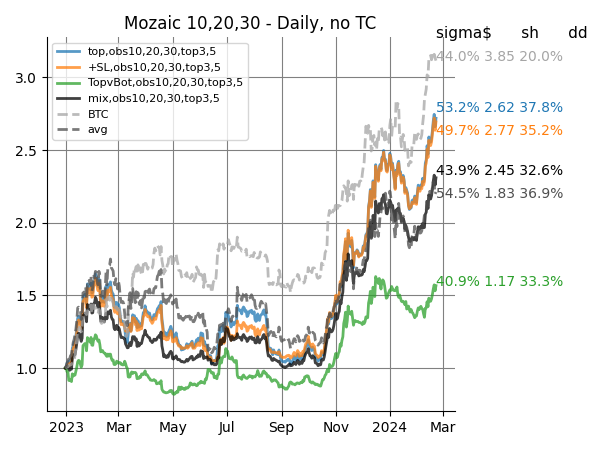 Mozaic 10,20,30 - Daily, no TC
sigma$ sh dd
top,obs10,20,30,top3,5
+SL,obs10,20,30,top3,5
TopvBot,obs10,20,30,top3,5
mix,obs10,20,30,top3,5
BTC
avg
44.0% 3.85 20.0%
53.2% 2.62 37.8%
49.7% 2.77 35.2%
43.9% 2.45 32.6%
54.5% 1.83 36.9%
40.9% 1.17 33.3%
3.0
2.5
2.0
1.5
1.0
2023 Mar May Jul Sep Nov 2024 Mar